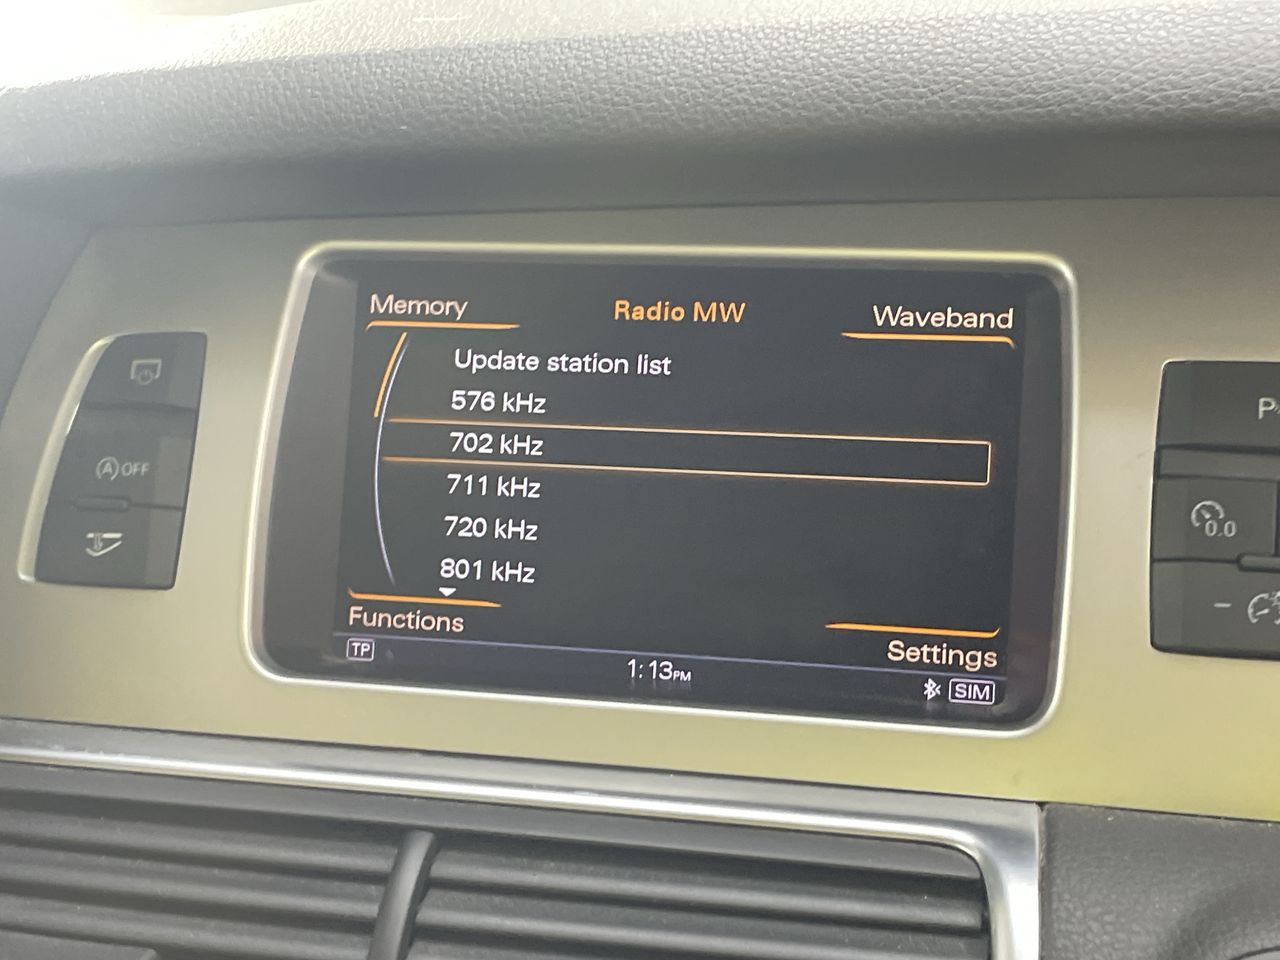 Memory
Radio MW
Waveband
Update station list
576 kHz
702 kHz
711 kHz
720 kHz
801 kHz
Functions
Settings
TP
1:13PM
SIM
A OFF
P
0.0